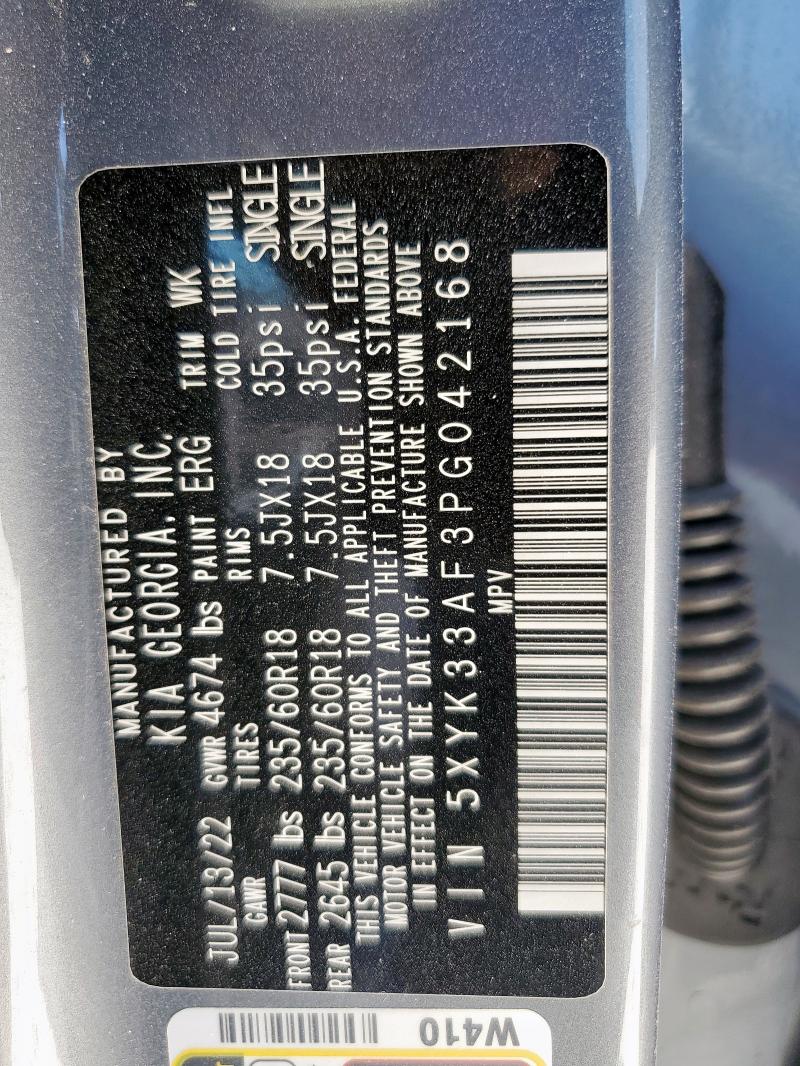 MANUFACTURED BY
KIA GEORGIA. INC.
JUL/13/22 GVWR 4674 lbs PAINT ERG TRIM WK
GAWR TIRES RIMS COLD TIRE INFL
FRONT 2777 lbs 235/60R18 7.5JX18 35psi SINGLE
REAR 2645 lbs 235/60R18 7.5JX18 35psi SINGLE
THIS VEHICLE CONFORMS TO ALL APPLICABLE U.S.A. FEDERAL
MOTOR VEHICLE SAFETY AND THEFT PREVENTION STANDARDS
IN EFFECT ON THE DATE OF MANUFACTURE SHOWN ABOVE
VIN 5XYK33AF3PG042168
MPV
W410